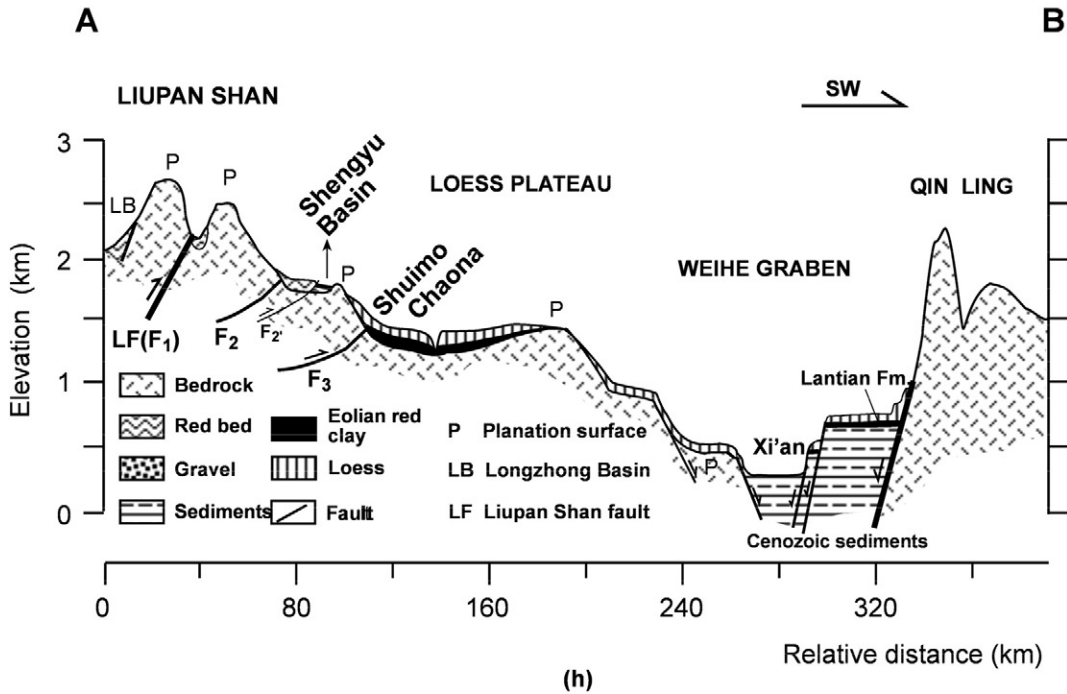 A
B
LIUPAN SHAN
SW
3
2
1
0
Elevation (km)
P
P
LB
Shengyu
Basin
LOESS PLATEAU
QIN LING
P
Shuimo
Chaona
WEIHE GRABEN
P
LF(F1)
F2
F2'
F3
Lantian Fm.
Xi'an
P
Cenozoic sediments
Bedrock
Red bed
Gravel
Sediments
Eolian red
clay
Loess
Fault
P Planation surface
LB Longzhong Basin
LF Liupan Shan fault
0
80
160
240
320
Relative distance (km)
(h)